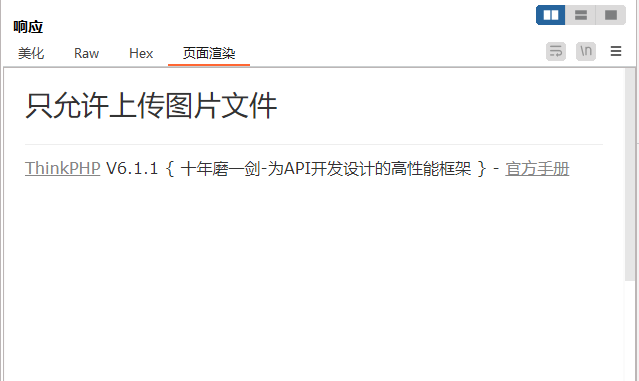 响应
美化 Raw Hex 页面渲染
\n
只允许上传图片文件
ThinkPHP V6.1.1 { 十年磨一剑-为API开发设计的高性能框架 } - 官方手册